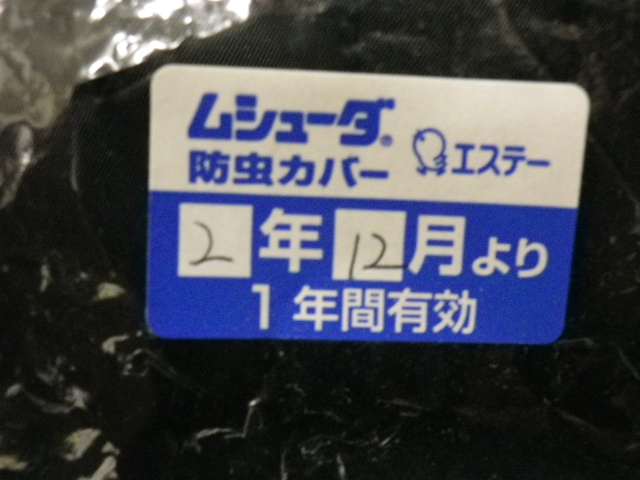 ムシューダ® エステー
防虫カバー
2年12月より
1年間有効